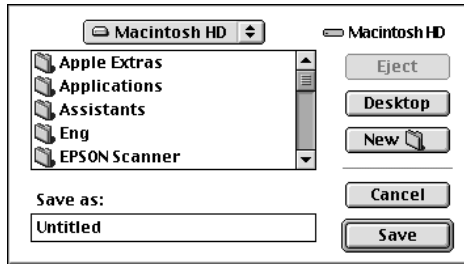 Macintosh HD
Macintosh HD
Apple Extras
Applications
Assistants
Eng
EPSON Scanner
Eject
Desktop
New
Save as:
Untitled
Cancel
Save